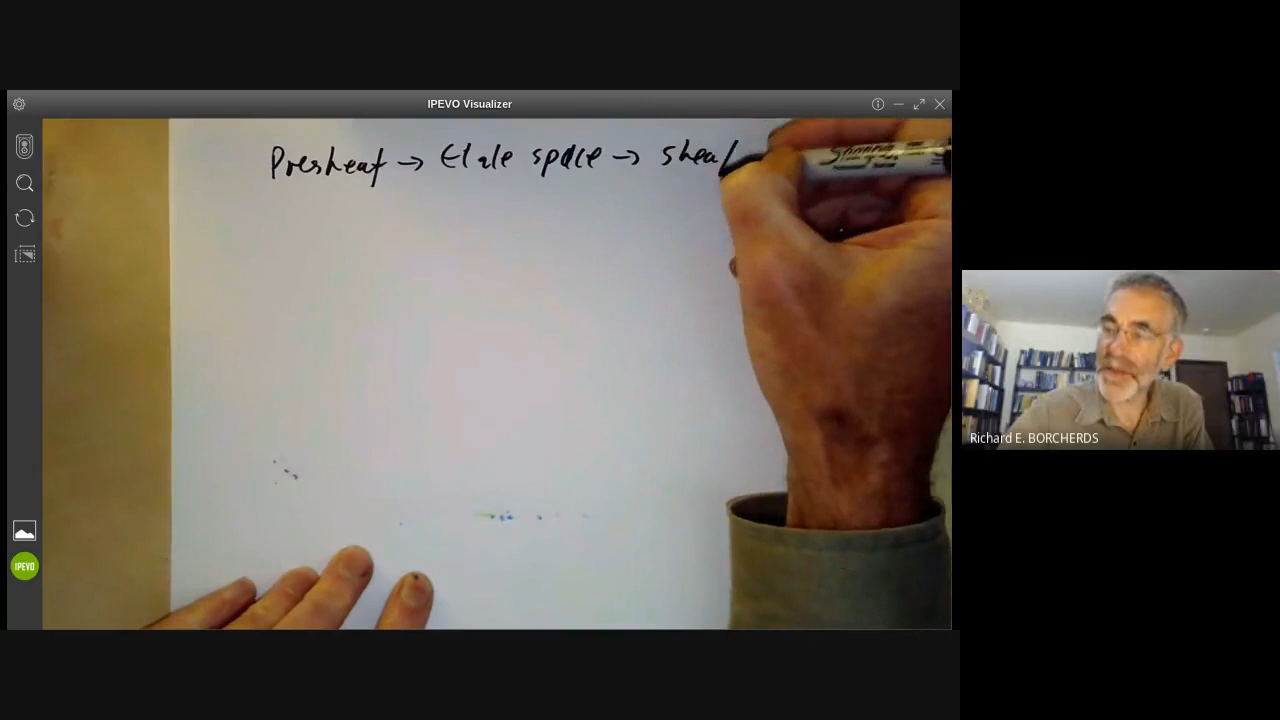 IPEVO Visualizer
Presheaf → Etale space → sheaf
IPEVO
Richard E. BORCHERDS